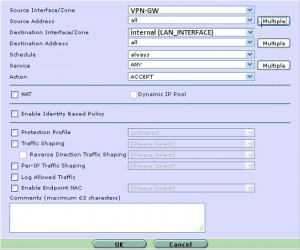 Source Interface/Zone VPN-GW
Source Address all Multiple
Destination Interface/Zone internal (LAN_INTERFACE)
Destination Address all Multiple
Schedule always
Service ANY Multiple
Action ACCEPT
NAT Dynamic IP Pool
Enable Identity Based Policy
Protection Profile unfiltered
Traffic Shaping [Please Select]
Reverse Direction Traffic Shaping [Please Select]
Per-IP Traffic Shaping [Please Select]
Log Allowed Traffic
Enable Endpoint NAC [Please Select]
Comments (maximum 63 characters)
OK Cancel